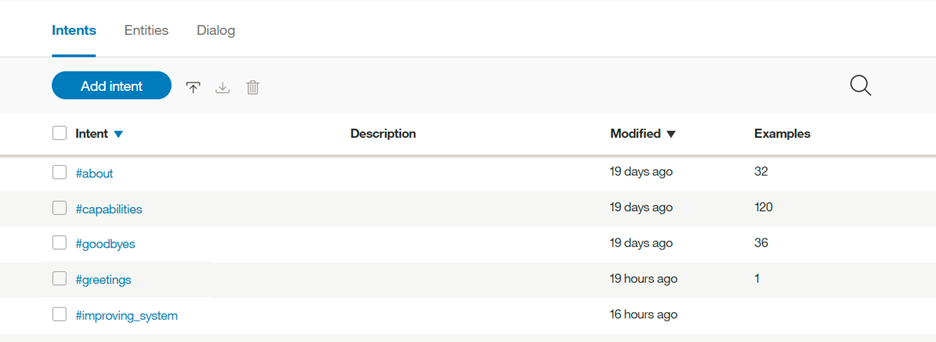 Intents Entities Dialog
Add intent
Intent Description Modified Examples
#about 19 days ago 32
#capabilities 19 days ago 120
#goodbyes 19 days ago 36
#greetings 19 hours ago 1
#improving_system 16 hours ago